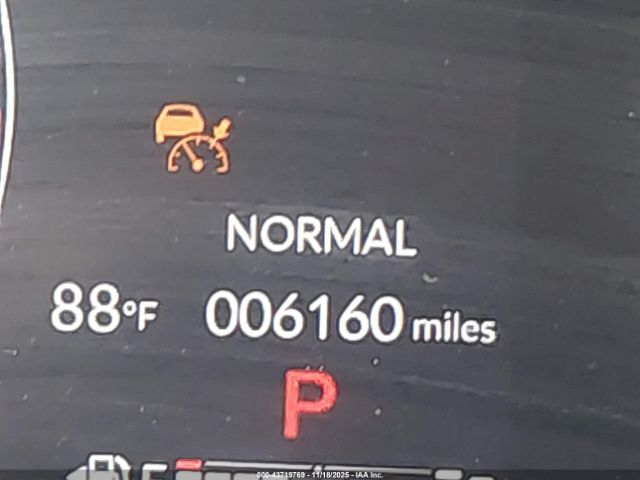 NORMAL
88°F 006160 miles
P
E
000-43719769 - 11/18/2025 - IAA Inc.